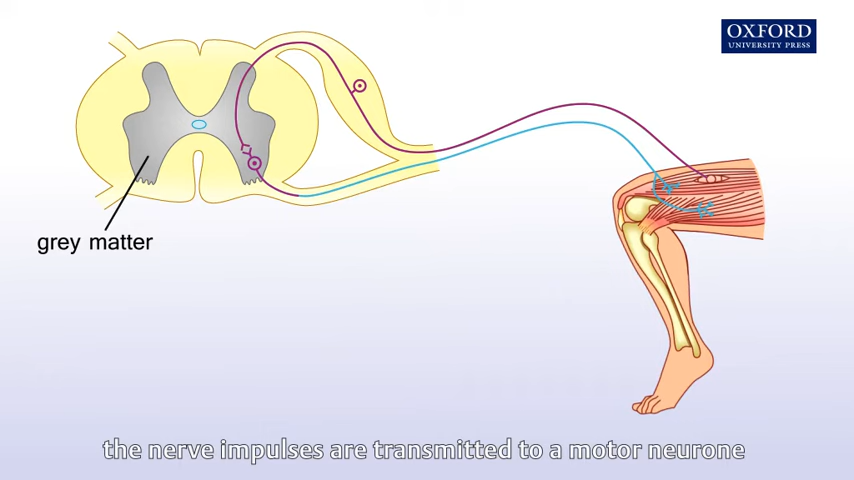 OXFORD
UNIVERSITY PRESS
grey matter
the nerve impulses are transmitted to a motor neurone